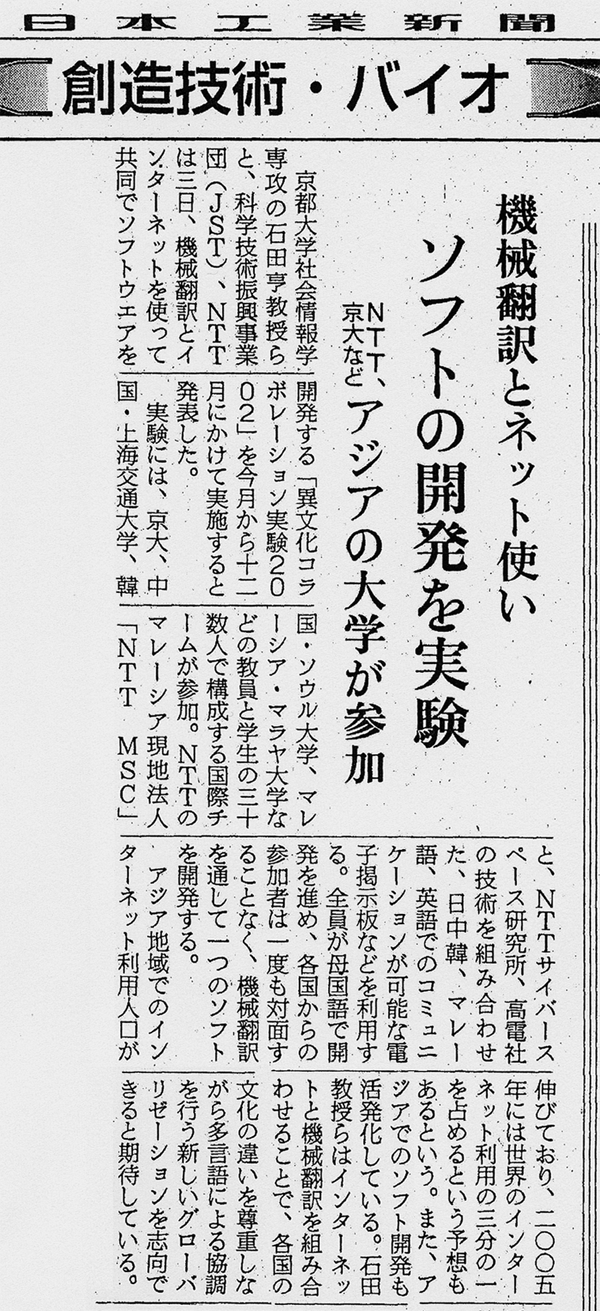 日本工業新聞
創造技術・バイオ
機械翻訳とネット使い
ソフトの開発を実験
NTT、京大など
アジアの大学が参加
京都大学社会情報学
専攻の石田亨教授ら
と、科学技術振興事業
団（JST）、NTT
は三日、機械翻訳とイ
ンターネットを使って
共同でソフトウエアを
開発する「異文化コラ
ボレーション実験20
02」を今月から十二
月にかけて実施すると
発表した。
実験には、京大、中
国・上海交通大学、韓
国・ソウル大学、マレ
ーシア・マラヤ大学な
どの教員と学生の三十
数人で構成する国際チ
ームが参加。NTTの
マレーシア現地法人
「NTT MSC」
と、NTTサイバース
ペース研究所、高電社
の技術を組み合わせ
た、日中韓、マレー
語、英語でのコミュニ
ケーションが可能な電
子掲示板などを利用す
る。全員が母国語で開
発を進め、各国からの
参加者は一度も対面す
ることなく、機械翻訳
を通して一つのソフト
を開発する。
アジア地域でのイン
ターネット利用人口が
伸びており、二〇〇五
年には世界のインター
ネット利用の三分の一
を占めるという予想も
あるという。また、ア
ジアでのソフト開発も
活発化している。石田
教授らはインターネッ
トと機械翻訳を組み合
わせることで、各国の
文化の違いを尊重しな
がら多言語による協調
を行う新しいグローバ
リゼーションを志向で
きると期待している。